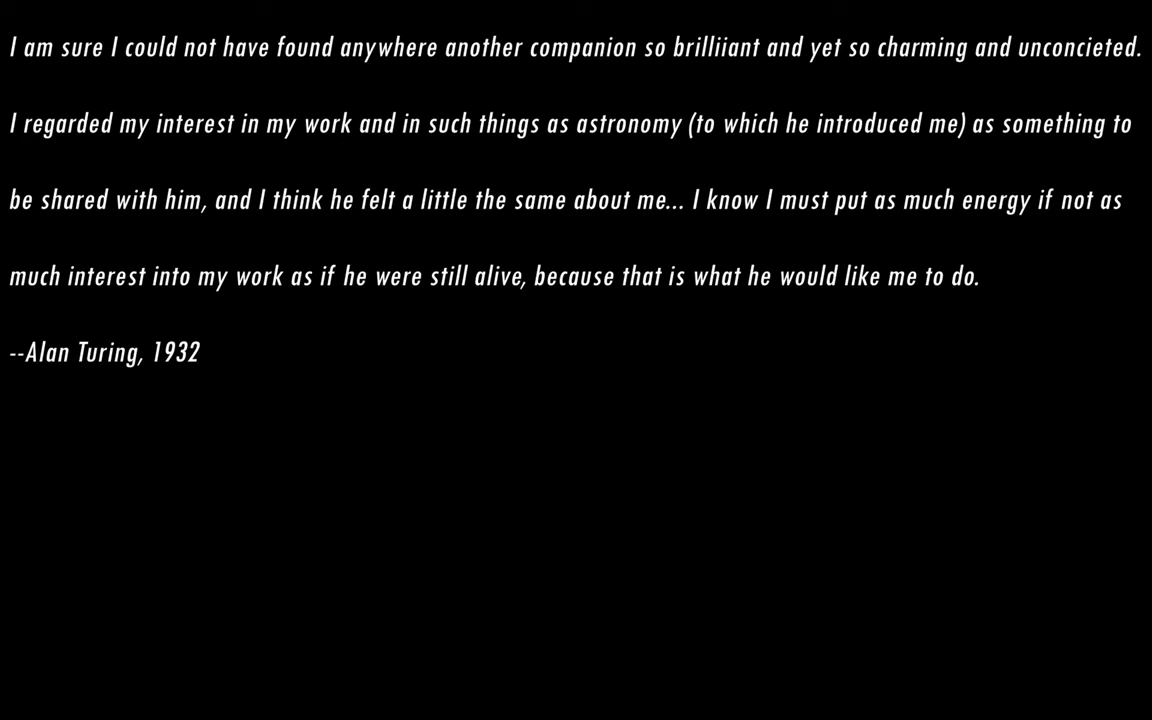 I am sure I could not have found anywhere another companion so brilliiant and yet so charming and unconcieted.
I regarded my interest in my work and in such things as astronomy (to which he introduced me) as something to
be shared with him, and I think he felt a little the same about me... I know I must put as much energy if not as
much interest into my work as if he were still alive, because that is what he would like me to do.
--Alan Turing, 1932